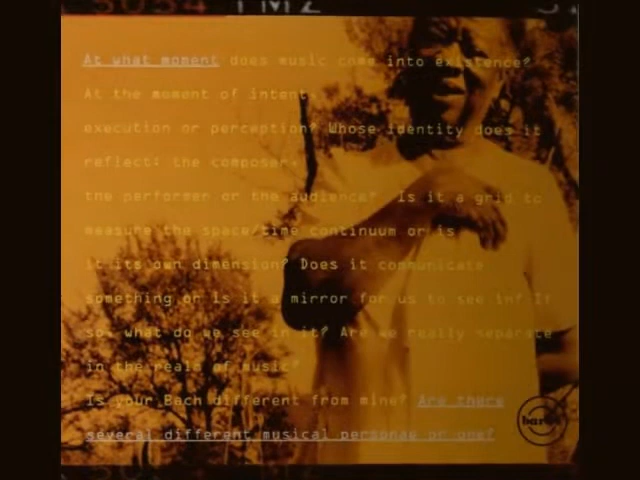 5054 TMZ
At what moment does music come into existence?
At the moment of intent,
execution or perception? Whose identity does it
reflect: the composer,
the performer or the audience? Is it a grid to
measure the space/time continuum or is
it its own dimension? Does it communicate
something or is it a mirror for us to see in? If
so, what do we see in it? Are we really separate
in the realm of music?
Is your Bach different from mine? Are there
several different musical personae or one?